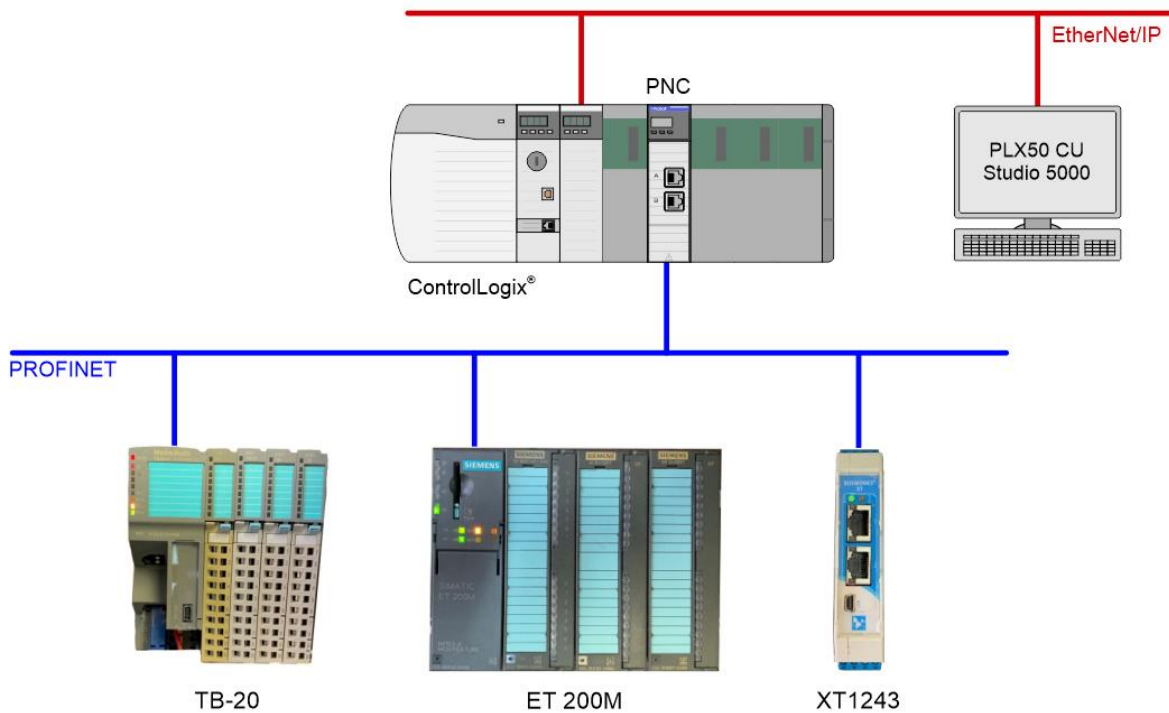 EtherNet/IP
PNC
PLX50 CU
Studio 5000
A
B
ControlLogix®
PROFINET
SIEMENS
SIEMENS
SIEMENS
SIEMENS
SIMATIC
ET 200M
TB-20
ET 200M
XT1243